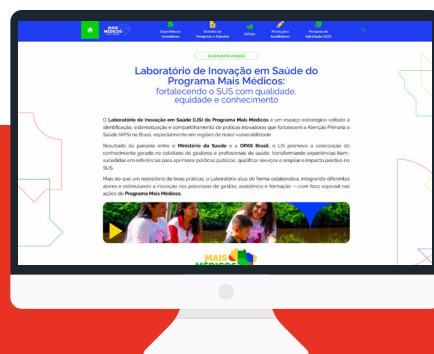 MAIS
MÉDICOS
Experiências
Inovadoras
Boletins de
Pesquisas e Estudos
Editais
Produções
Acadêmicas
Pesquisa de
Satisfação 2025
SEJAM BEM-VINDOS
Laboratório de Inovação em Saúde do
Programa Mais Médicos:
fortalecendo o SUS com qualidade,
equidade e conhecimento
O Laboratório de Inovação em Saúde (LIS) do Programa Mais Médicos é um espaço estratégico voltado a
identificação, sistematização e compartilhamento de práticas inovadoras que fortalecem a Atenção Primária a
Saúde (APS) no Brasil, especialmente em regiões de maior vulnerabilidade.
Resultado da parceria entre o Ministério da Saúde e a OPAS Brasil, o LIS promove a valorização do
conhecimento gerado no cotidiano de gestores e profissionais de saúde, transformando experiências bem-
sucedidas em referências para aprimorar políticas públicas, qualificar serviços e ampliar o impacto positivo no
SUS.
Mais do que um repositório de boas práticas, o Laboratório atua de forma colaborativa, integrando diferentes
atores e estimulando a inovação nos processos de gestão, assistência e formação — com foco especial nas
ações do Programa Mais Médicos.
MAIS
MÉDICOS